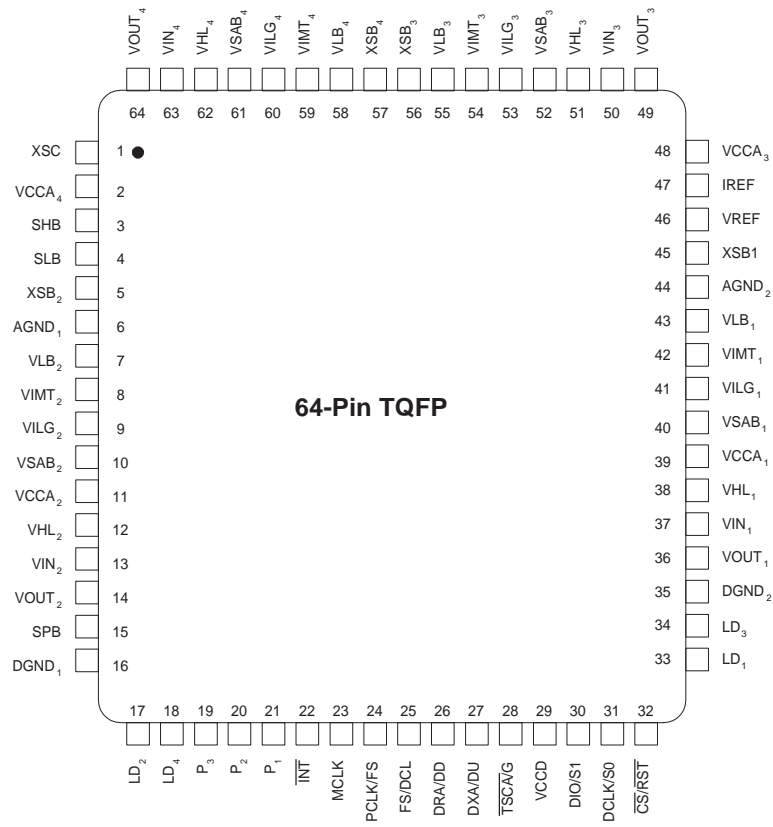 VOUT₄ VIN₄ VHL₄ VSAB₄ VILG₄ VIMT₄ VLB₄ XSB₄ XSB₃ VLB₃ VIMT₃ VILG₃ VSAB₃ VHL₃ VIN₃ VOUT₃
64 63 62 61 60 59 58 57 56 55 54 53 52 51 50 49
XSC 1 48 VCCA₃
VCCA₄ 2 47 IREF
SHB 3 46 VREF
SLB 4 45 XSB1
XSB₂ 5 44 AGND₂
AGND₁ 6 43 VLB₁
VLB₂ 7 42 VIMT₁
VIMT₂ 8 41 VILG₁
64-Pin TQFP
VILG₂ 9 40 VSAB₁
VSAB₂ 10 39 VCCA₁
VCCA₂ 11 38 VHL₁
VHL₂ 12 37 VIN₁
VIN₂ 13 36 VOUT₁
VOUT₂ 14 35 DGND₂
SPB 15 34 LD₃
DGND₁ 16 33 LD₁
17 18 19 20 21 22 23 24 25 26 27 28 29 30 31 32
LD₂ LD₄ P₃ P₂ P₁ INT MCLK PCLK/FS FS/DCL DRA/DD DXA/DU TSCA/G VCCD DIO/S1 DCLK/S0 CS/RST